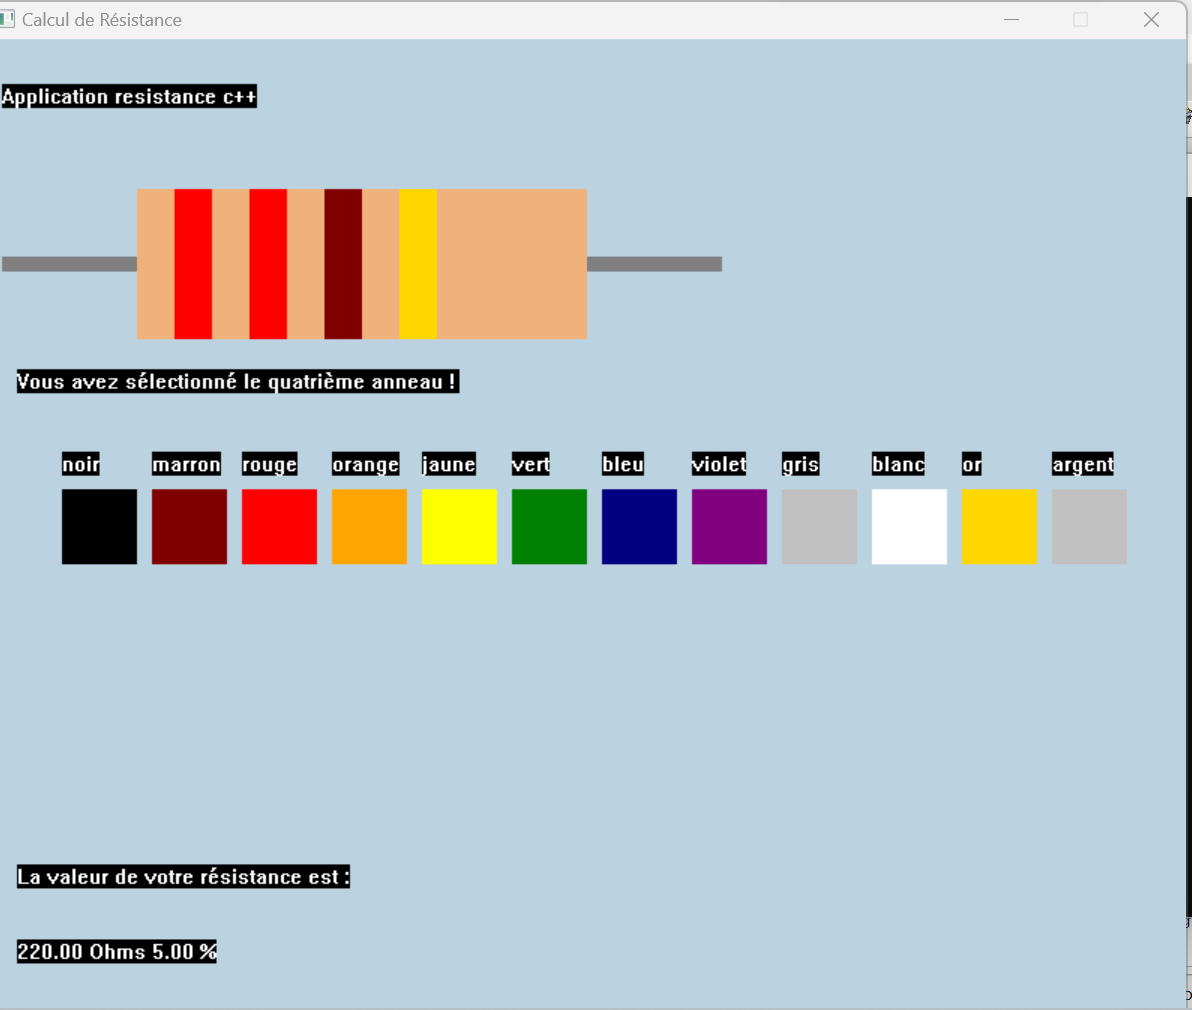 Calcul de Résistance
Application resistance c++
Vous avez sélectionné le quatrième anneau !
noir marron rouge orange jaune vert bleu violet gris blanc or argent
La valeur de votre résistance est :
220.00 Ohms 5.00 %